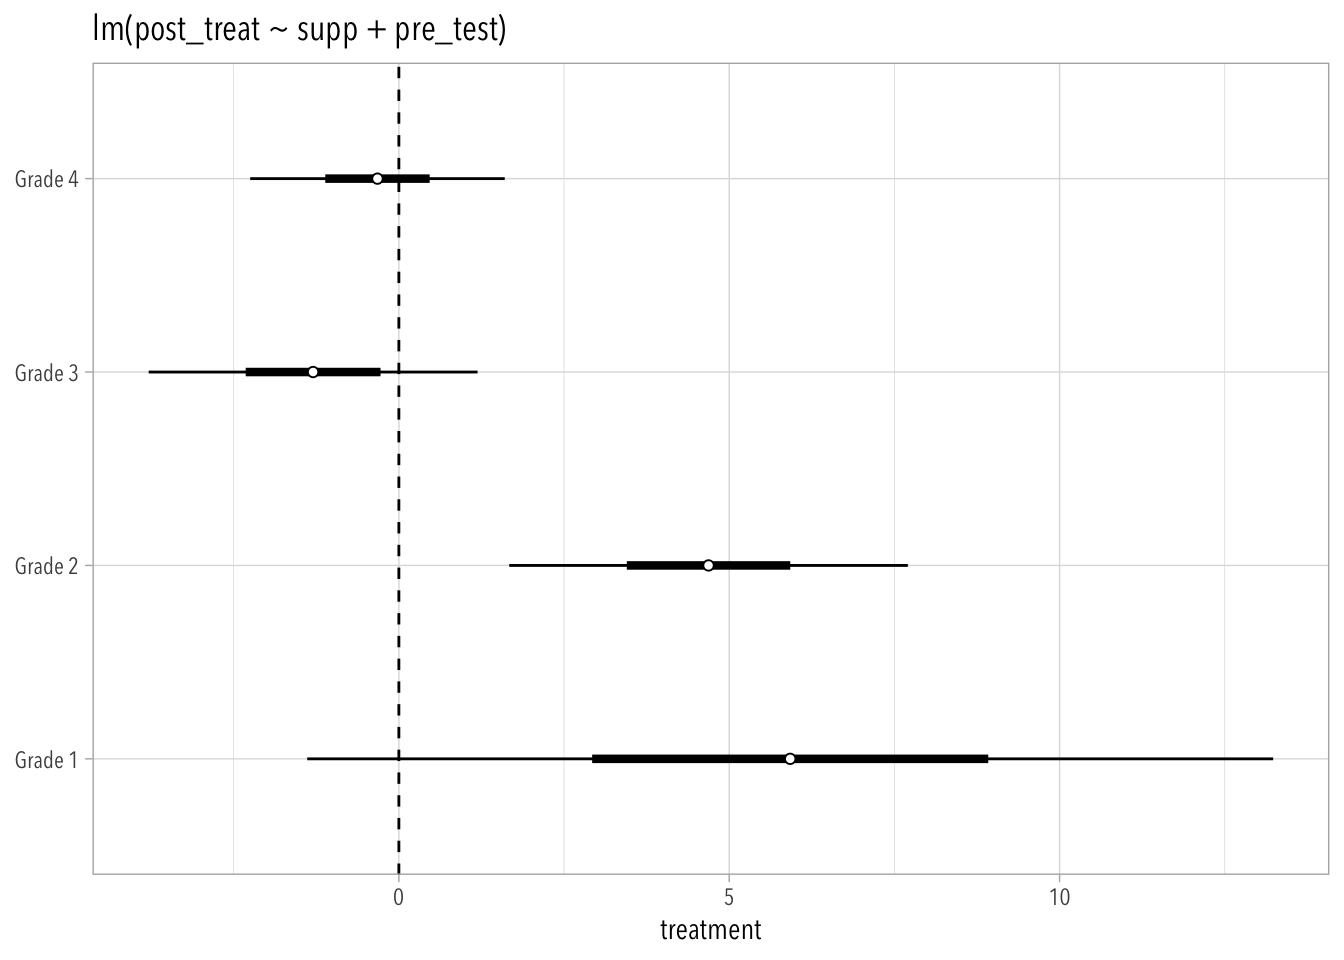 lm(post_treat ~ supp + pre_test)
Grade 4
Grade 3
Grade 2
Grade 1
0 5 10
treatment